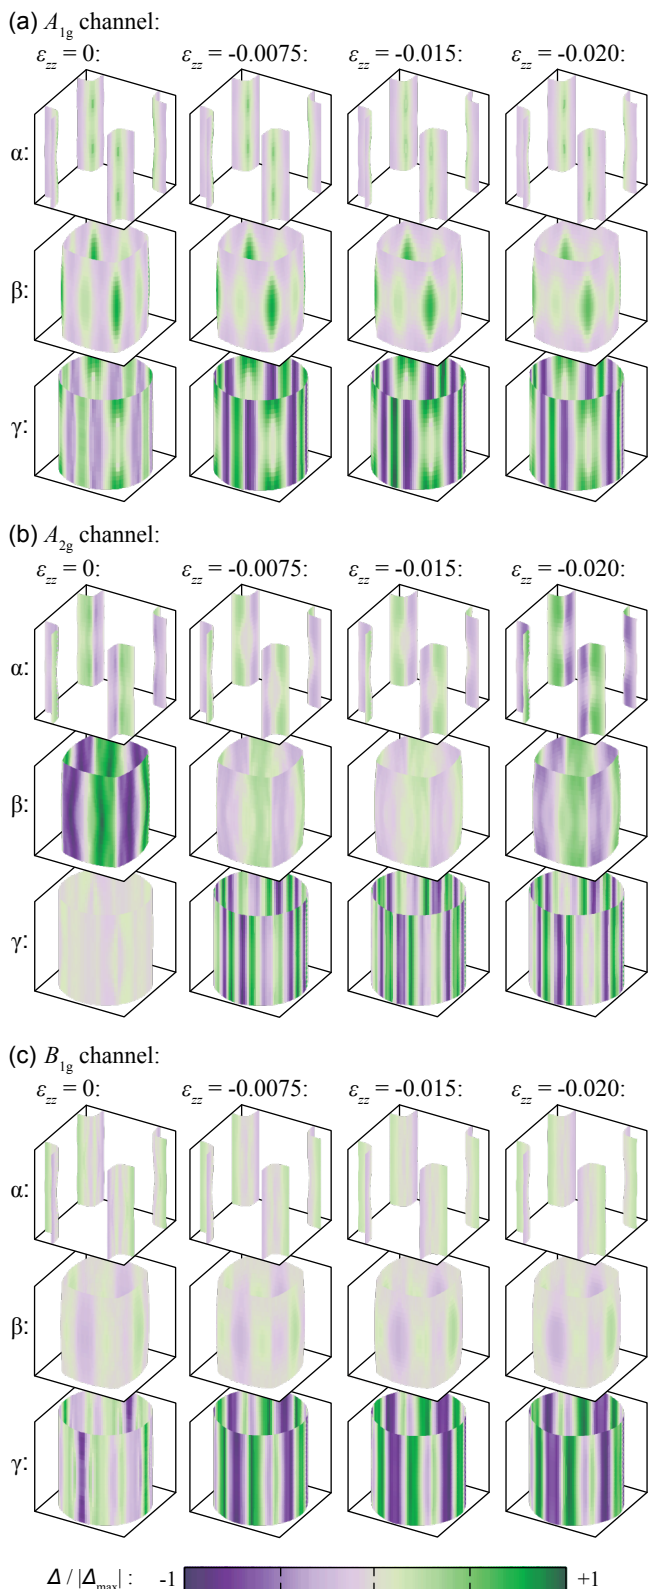 (a) A1g channel:
εzz = 0: εzz = -0.0075: εzz = -0.015: εzz = -0.020:
α:
β:
γ:
(b) A2g channel:
εzz = 0: εzz = -0.0075: εzz = -0.015: εzz = -0.020:
α:
β:
γ:
(c) B1g channel:
εzz = 0: εzz = -0.0075: εzz = -0.015: εzz = -0.020:
α:
β:
γ:
Δ / |Δmax| : -1 +1